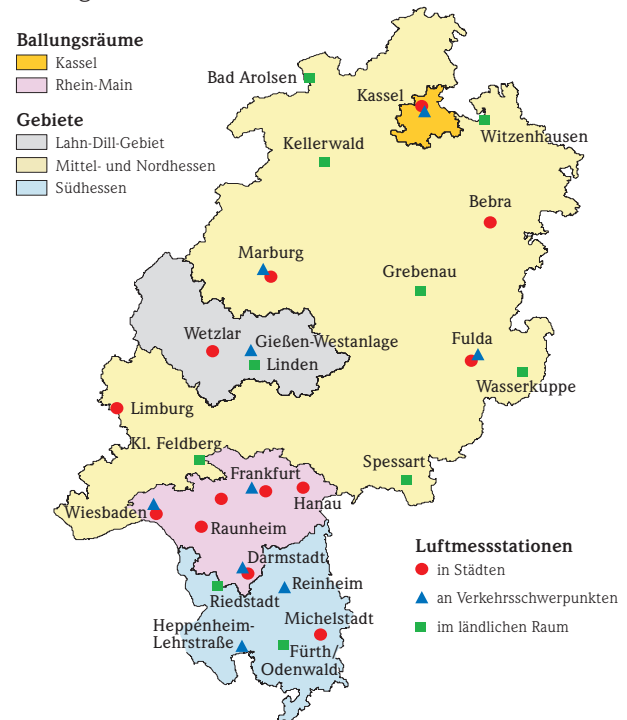 Ballungsräume
Kassel
Rhein-Main
Gebiete
Lahn-Dill-Gebiet
Mittel- und Nordhessen
Südhessen
Bad Arolsen
Kassel
Witzenhausen
Kellerwald
Bebra
Marburg
Grebenau
Wetzlar
Gießen-Westanlage
Linden
Fulda
Wasserkuppe
Limburg
Kl. Feldberg
Spessart
Frankfurt
Hanau
Wiesbaden
Raunheim
Darmstadt
Reinheim
Riedstadt
Michelstadt
Heppenheim-
Lehrstraße
Fürth/
Odenwald
Luftmessstationen
in Städten
an Verkehrsschwerpunkten
im ländlichen Raum